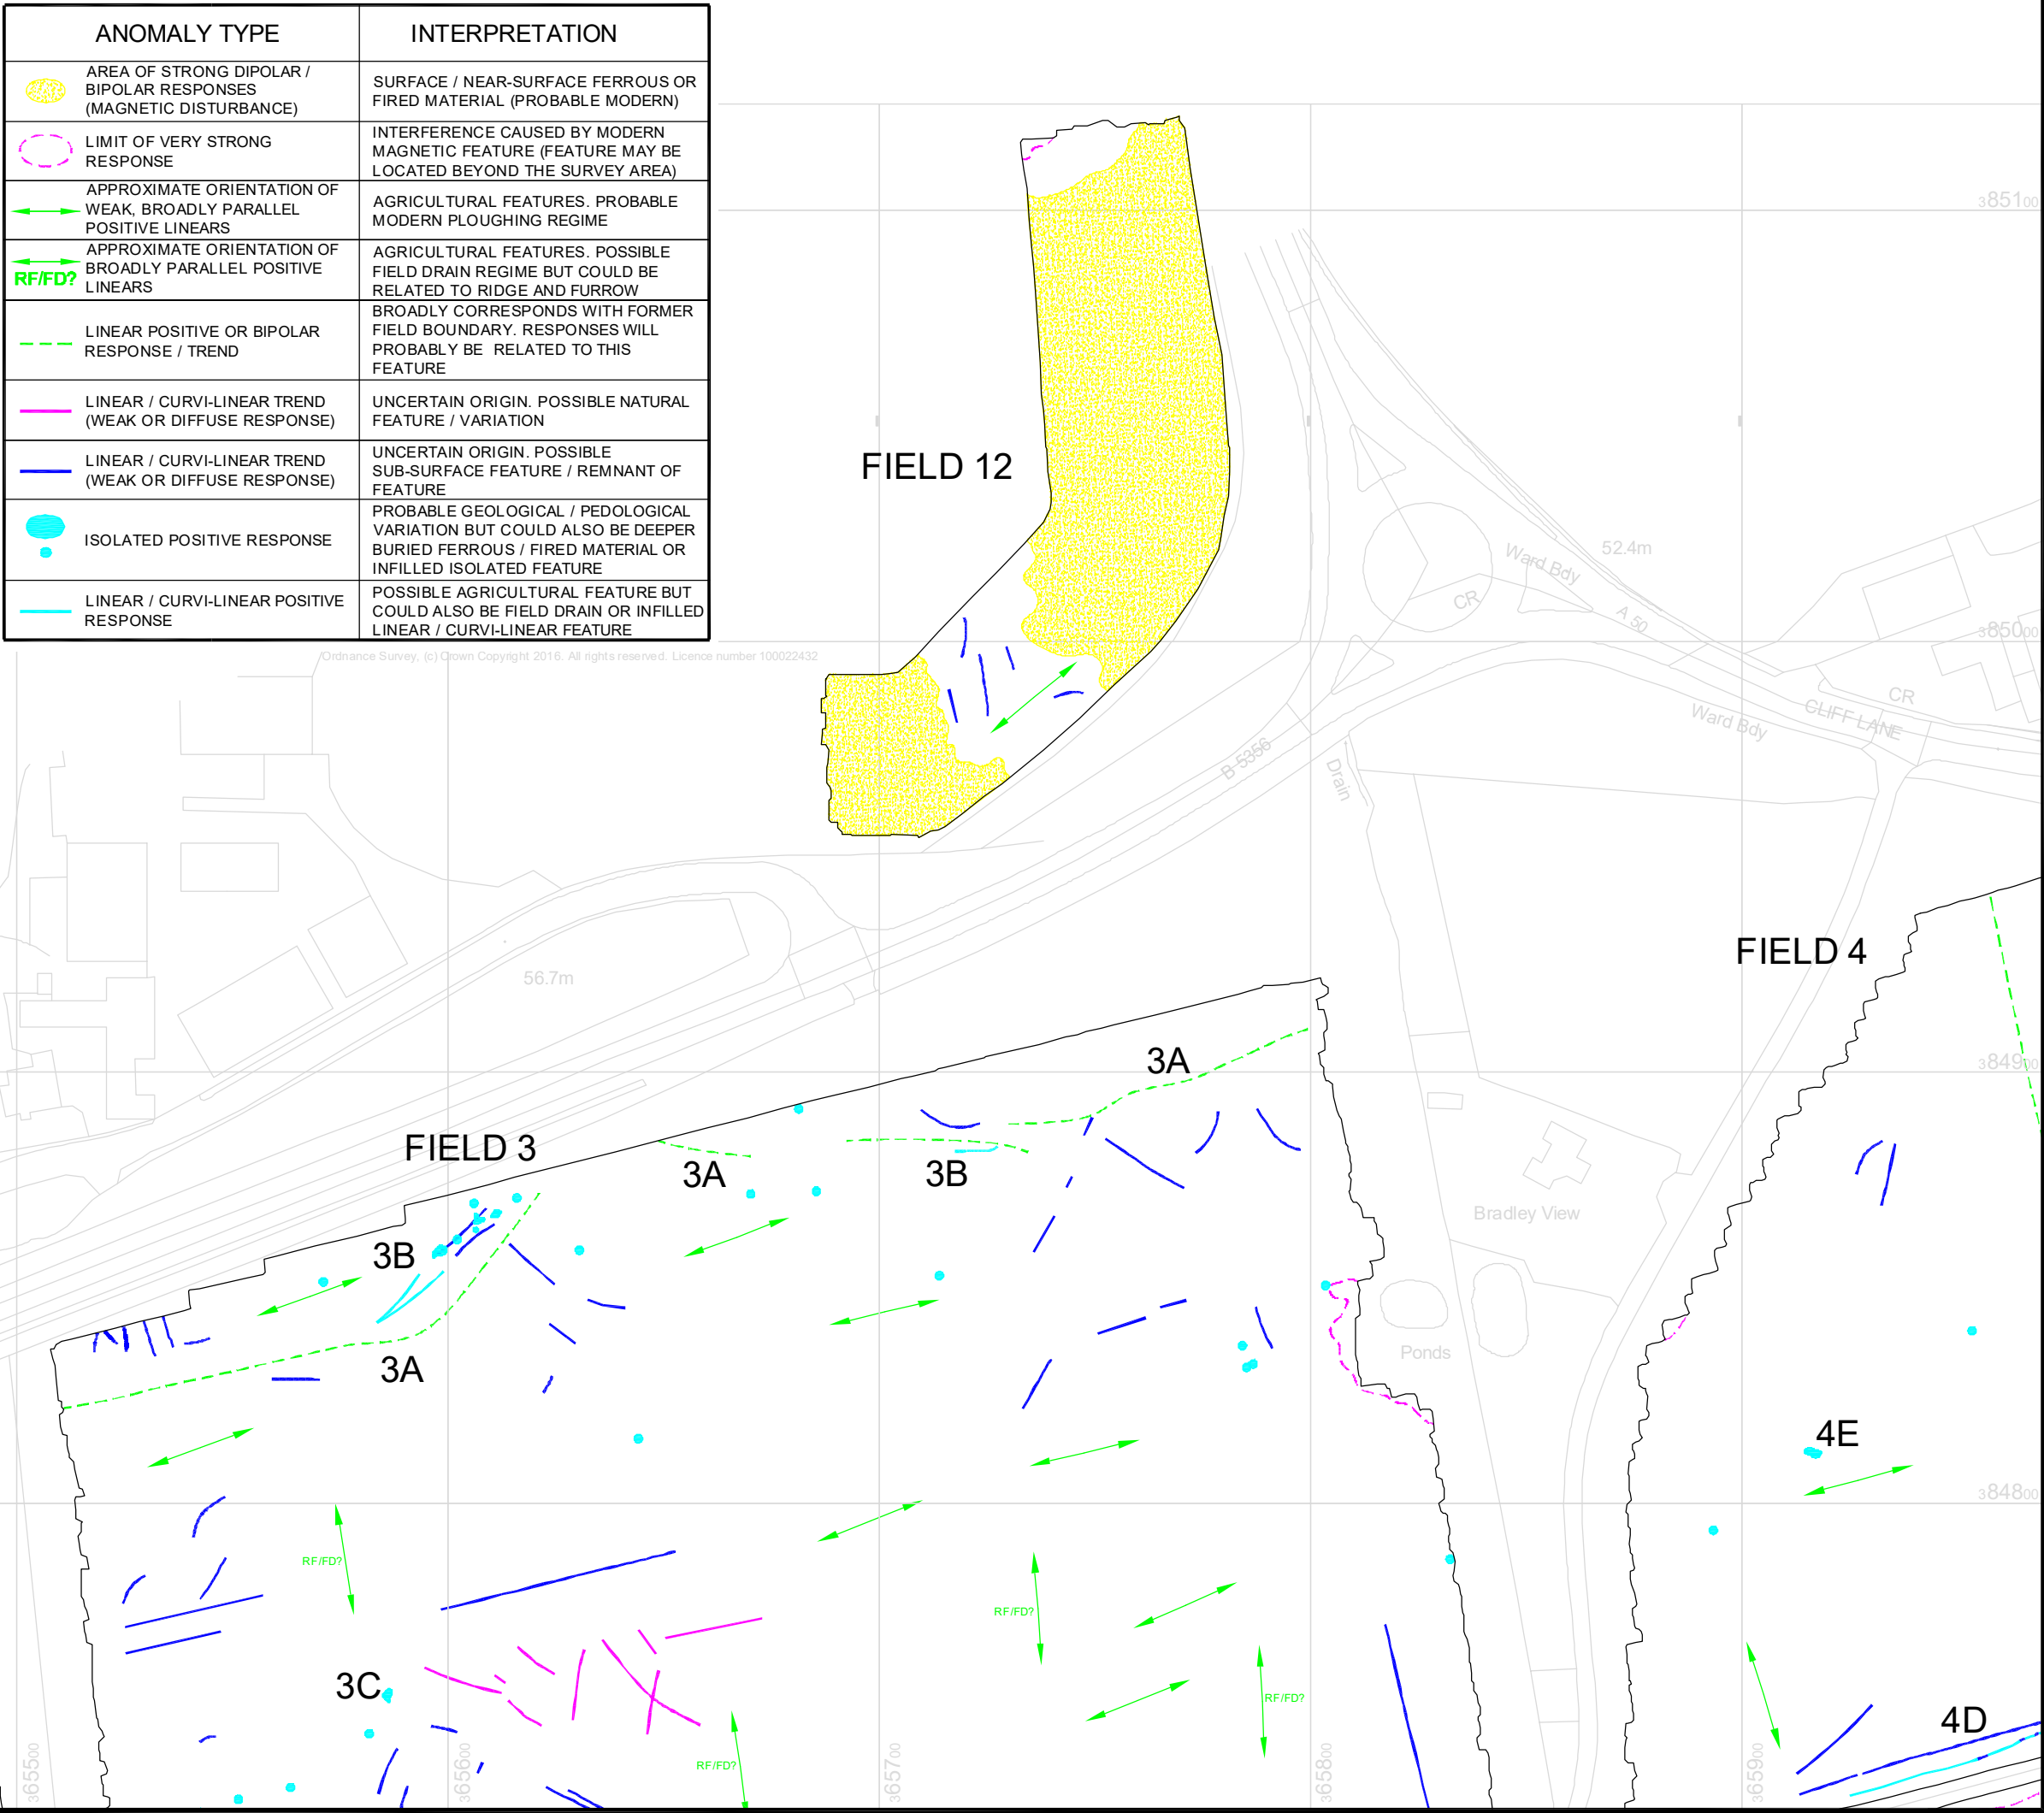 ANOMALY TYPE
INTERPRETATION
AREA OF STRONG DIPOLAR /
BIPOLAR RESPONSES
(MAGNETIC DISTURBANCE)
SURFACE / NEAR-SURFACE FERROUS OR
FIRED MATERIAL (PROBABLE MODERN)
LIMIT OF VERY STRONG
RESPONSE
INTERFERENCE CAUSED BY MODERN
MAGNETIC FEATURE (FEATURE MAY BE
LOCATED BEYOND THE SURVEY AREA)
APPROXIMATE ORIENTATION OF
WEAK, BROADLY PARALLEL
POSITIVE LINEARS
AGRICULTURAL FEATURES. PROBABLE
MODERN PLOUGHING REGIME
RF/FD?
APPROXIMATE ORIENTATION OF
BROADLY PARALLEL POSITIVE
LINEARS
AGRICULTURAL FEATURES. POSSIBLE
FIELD DRAIN REGIME BUT COULD BE
RELATED TO RIDGE AND FURROW
LINEAR POSITIVE OR BIPOLAR
RESPONSE / TREND
BROADLY CORRESPONDS WITH FORMER
FIELD BOUNDARY. RESPONSES WILL
PROBABLY BE RELATED TO THIS
FEATURE
LINEAR / CURVI-LINEAR TREND
(WEAK OR DIFFUSE RESPONSE)
UNCERTAIN ORIGIN. POSSIBLE NATURAL
FEATURE / VARIATION
LINEAR / CURVI-LINEAR TREND
(WEAK OR DIFFUSE RESPONSE)
UNCERTAIN ORIGIN. POSSIBLE
SUB-SURFACE FEATURE / REMNANT OF
FEATURE
ISOLATED POSITIVE RESPONSE
PROBABLE GEOLOGICAL / PEDOLOGICAL
VARIATION BUT COULD ALSO BE DEEPER
BURIED FERROUS / FIRED MATERIAL OR
INFILLED ISOLATED FEATURE
LINEAR / CURVI-LINEAR POSITIVE
RESPONSE
POSSIBLE AGRICULTURAL FEATURE BUT
COULD ALSO BE FIELD DRAIN OR INFILLED
LINEAR / CURVI-LINEAR FEATURE
Ordnance Survey, (c) Crown Copyright 2016. All rights reserved. Licence number 100022432
385100
FIELD 12
52.4m
Ward Bdy
CR
A 50
385000
CR
CLIFF LANE
Ward Bdy
B 5356
Drain
56.7m
FIELD 4
3A
384900
FIELD 3
3A
3B
Bradley View
3B
3A
Ponds
4E
384800
RF/FD?
RF/FD?
3C
RF/FD?
4D
RF/FD?
365500
365600
365700
365800
365900